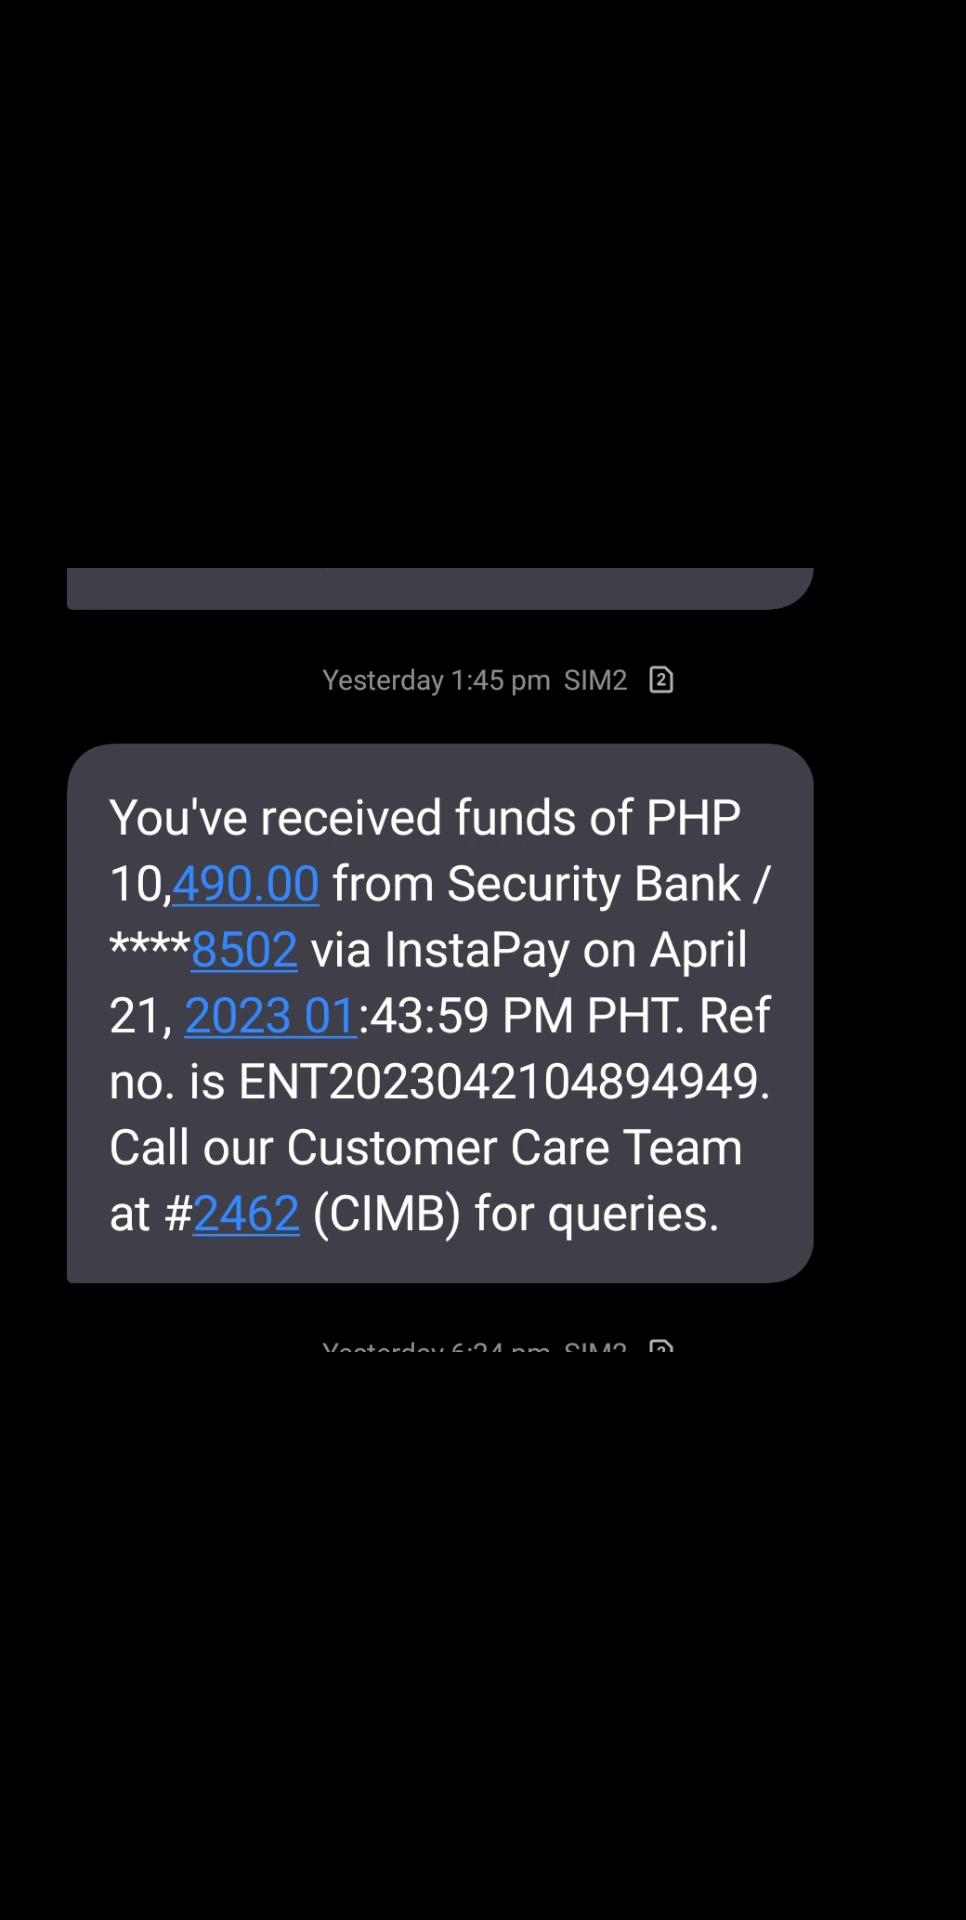 Yesterday 1:45 pm SIM2 2
You've received funds of PHP
10,490.00 from Security Bank /
****8502 via InstaPay on April
21, 2023 01:43:59 PM PHT. Ref
no. is ENT2023042104894949.
Call our Customer Care Team
at #2462 (CIMB) for queries.
Yesterday 6:24 pm SIM2 2